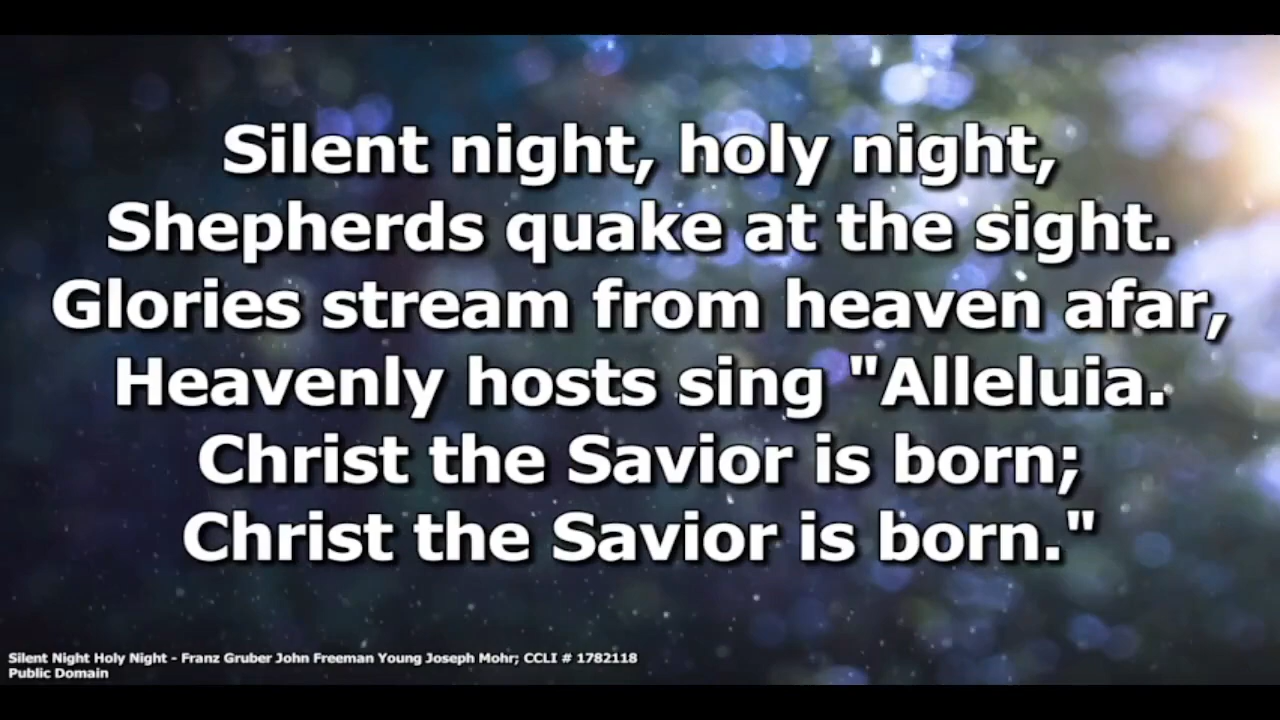 Silent night, holy night,
Shepherds quake at the sight.
Glories stream from heaven afar,
Heavenly hosts sing "Alleluia.
Christ the Savior is born;
Christ the Savior is born."
Silent Night Holy Night - Franz Gruber John Freeman Young Joseph Mohr; CCLI # 1782118
Public Domain